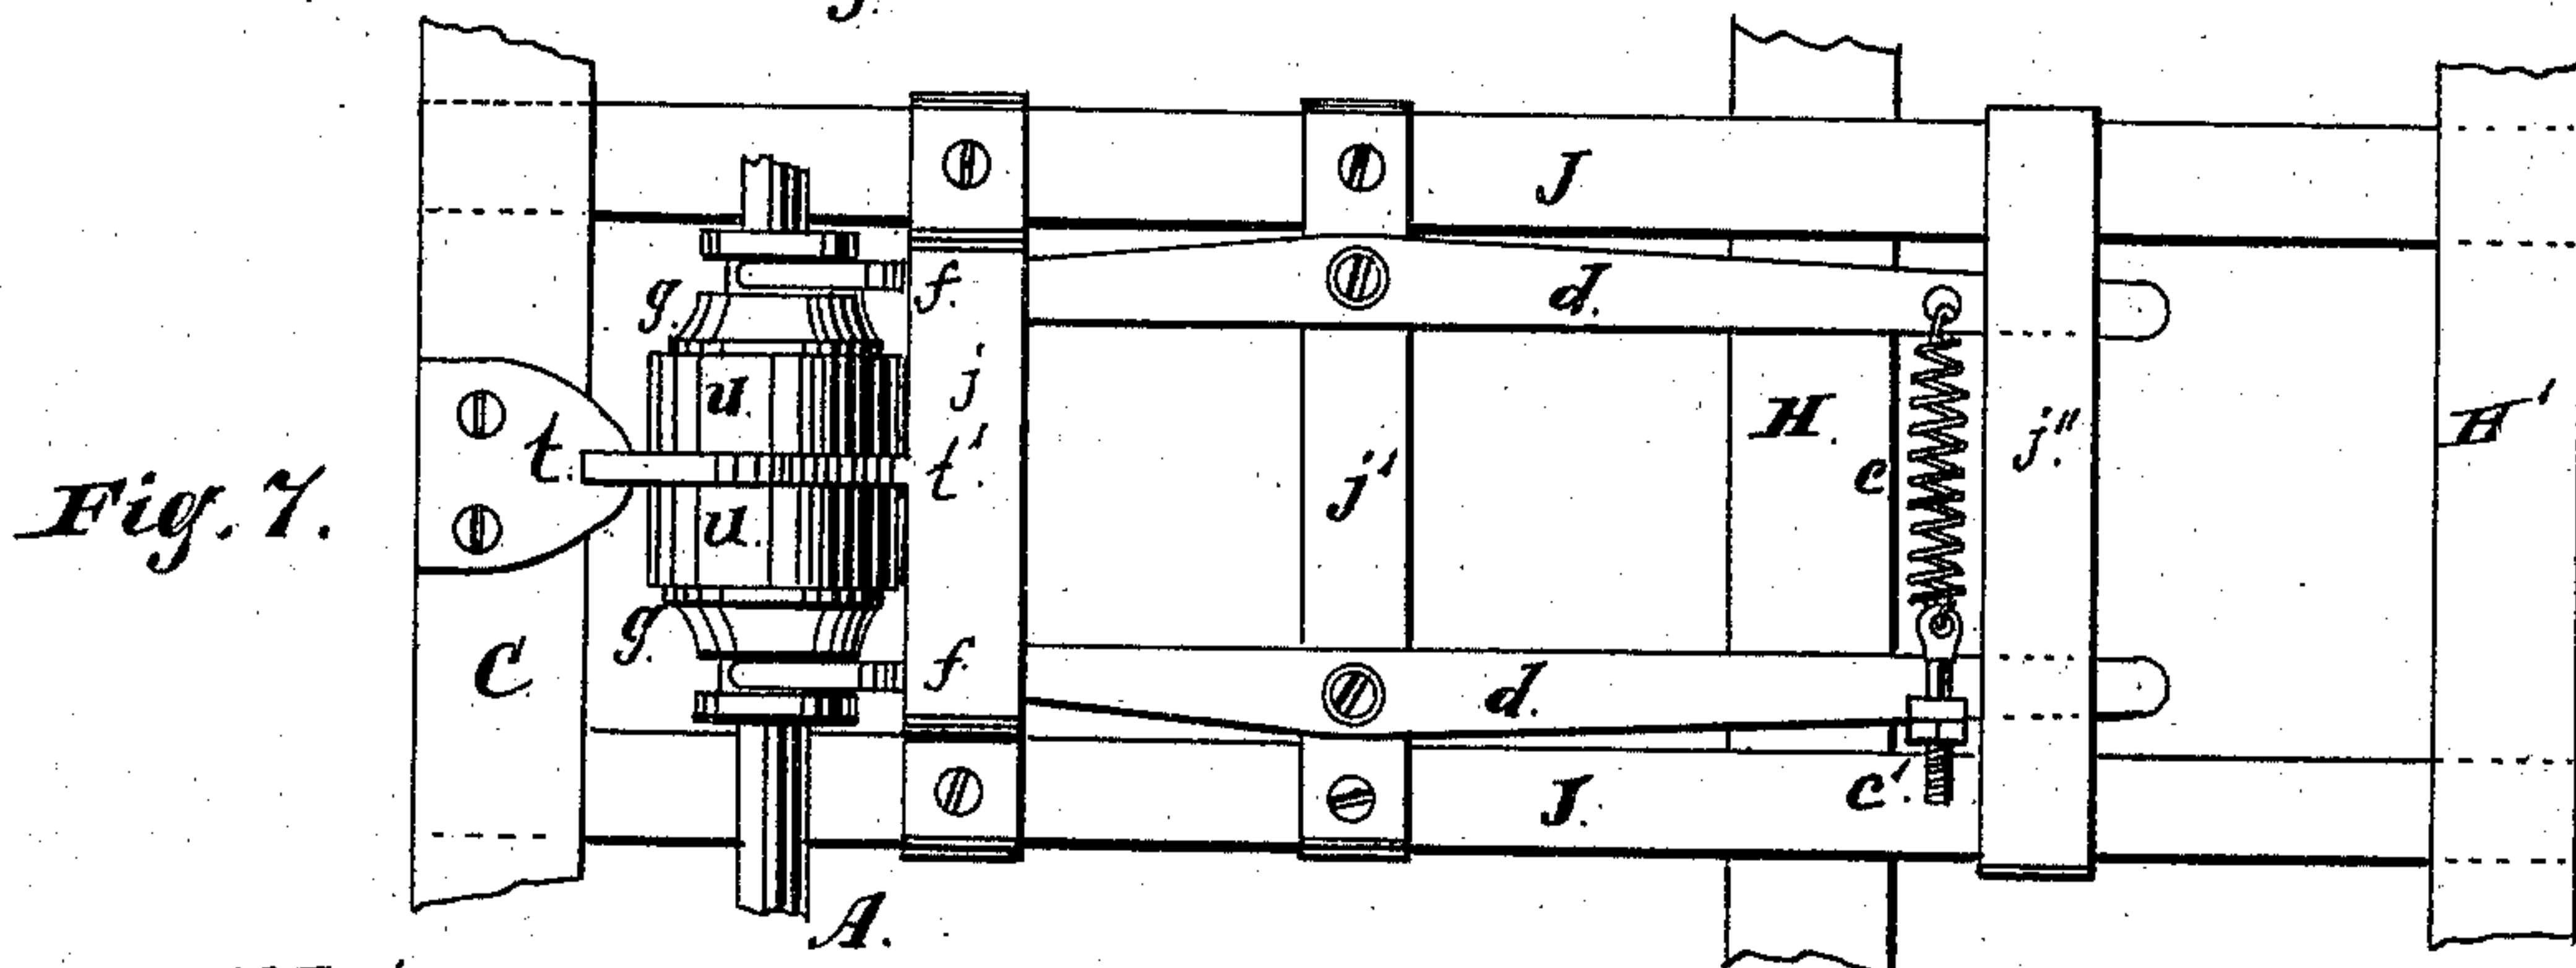 J
f.
g.
d.
j
u.
H.
j".
H'
t.
t'.
c
Fig. 7.
j'
u.
g.
f.
C
d.
J.
c'.
A.